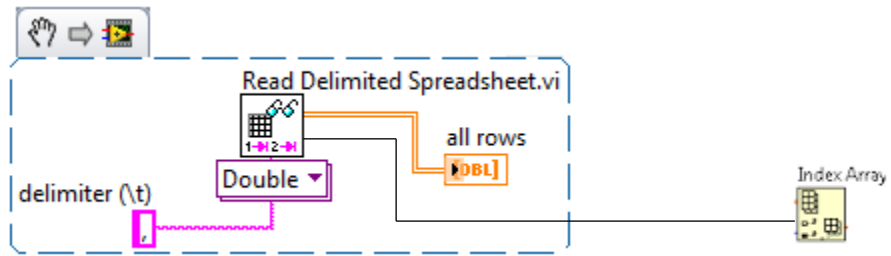 Read Delimited Spreadsheet.vi
1 2
Double
all rows
DBL]
delimiter (\t)
,
Index Array